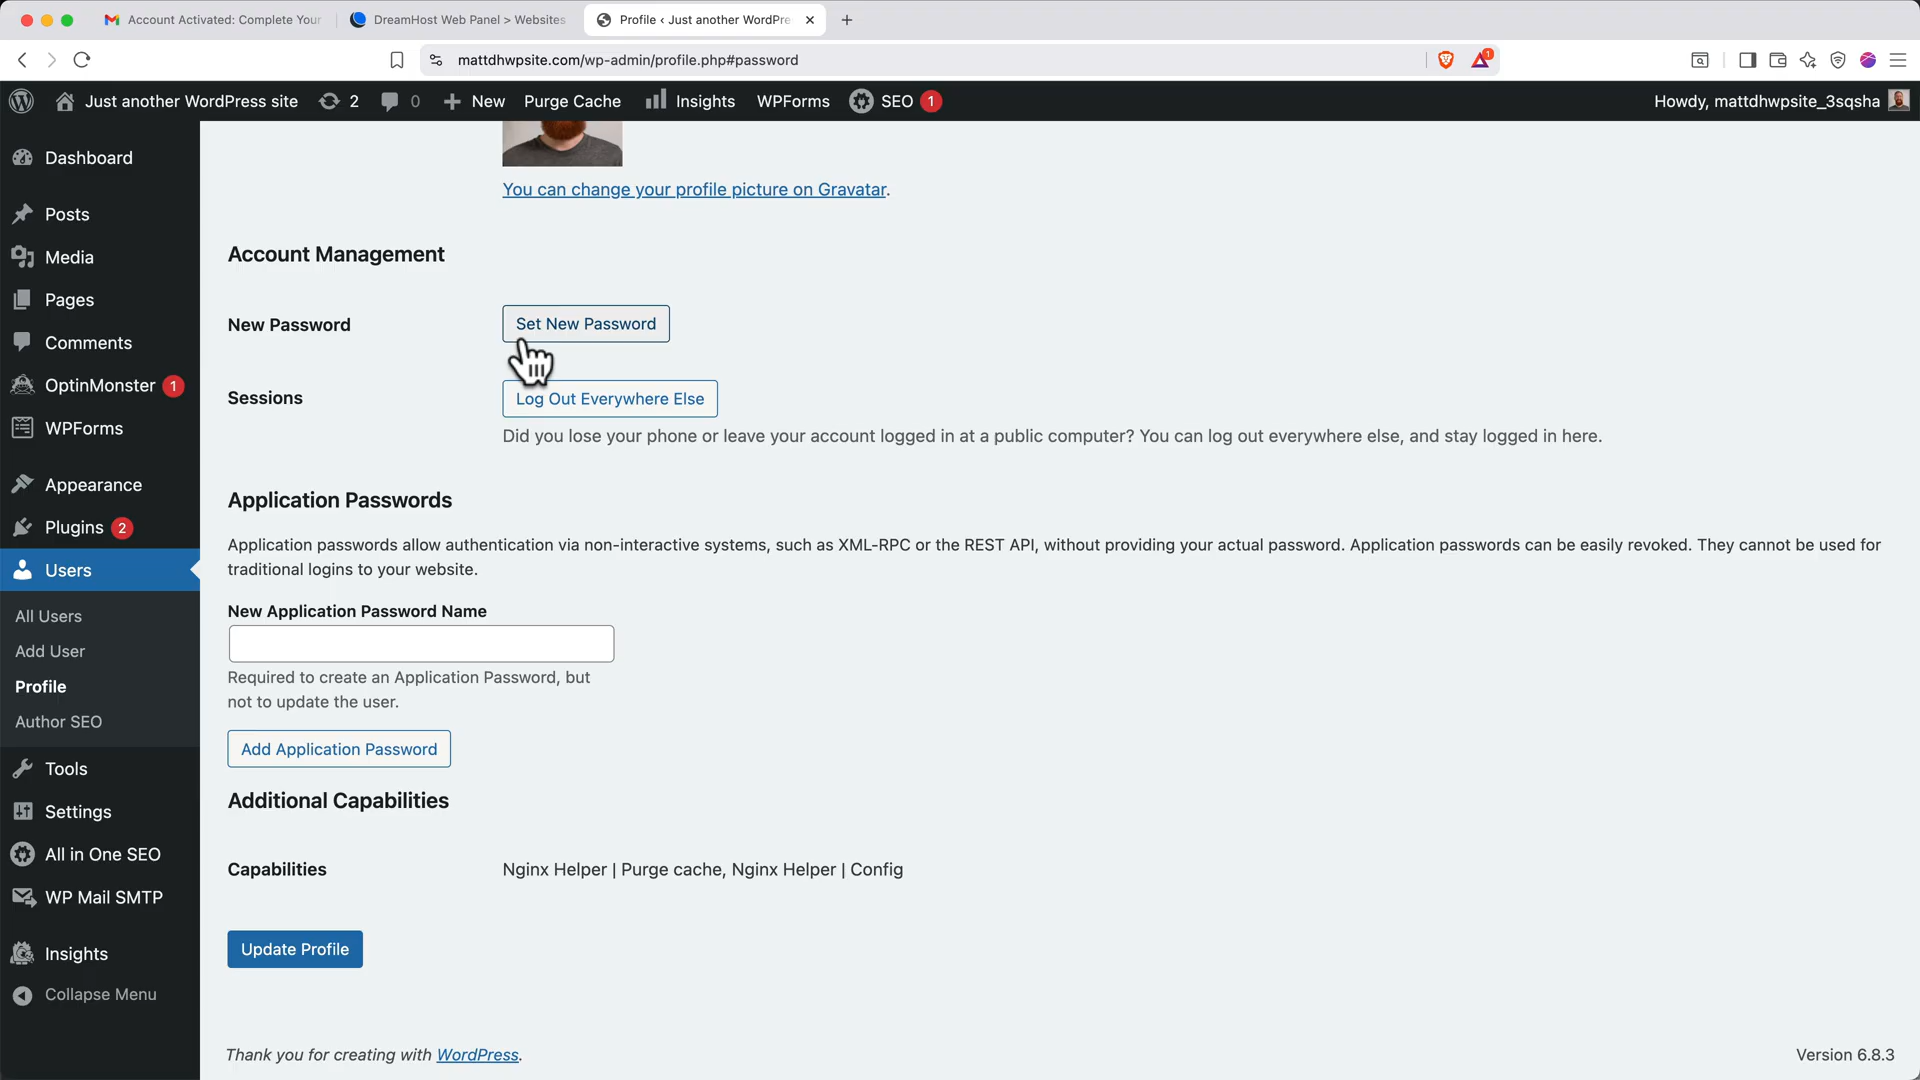 Account Activated: Complete Your
DreamHost Web Panel > Websites
Profile ‹ Just another WordPre
mattdhwpsite.com/wp-admin/profile.php#password
1
Just another WordPress site
2
0
New
Purge Cache
Insights
WPForms
SEO
1
Howdy, mattdhwpsite_3sqsha
Dashboard
Posts
Media
Pages
Comments
OptinMonster 1
WPForms
Appearance
Plugins 2
Users
All Users
Add User
Profile
Author SEO
Tools
Settings
All in One SEO
WP Mail SMTP
Insights
Collapse Menu
You can change your profile picture on Gravatar.
Account Management
New Password
Set New Password
Sessions
Log Out Everywhere Else
Did you lose your phone or leave your account logged in at a public computer? You can log out everywhere else, and stay logged in here.
Application Passwords
Application passwords allow authentication via non-interactive systems, such as XML-RPC or the REST API, without providing your actual password. Application passwords can be easily revoked. They cannot be used for
traditional logins to your website.
New Application Password Name
Required to create an Application Password, but
not to update the user.
Add Application Password
Additional Capabilities
Capabilities
Nginx Helper | Purge cache, Nginx Helper | Config
Update Profile
Thank you for creating with WordPress.
Version 6.8.3